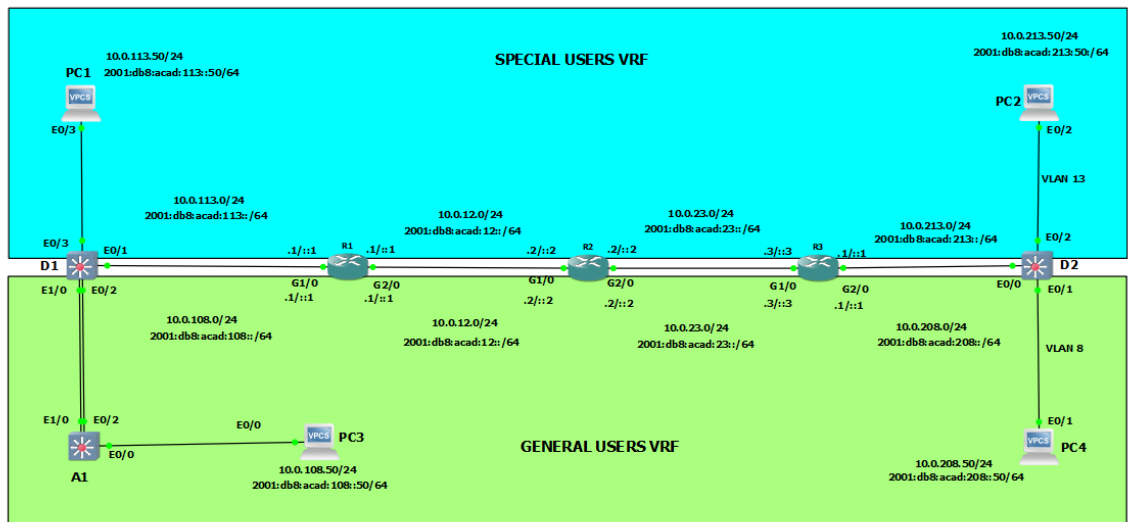 10.0.113.50/24
2001:db8:acad:113::50/64
PC1
VPCS
E0/3
SPECIAL USERS VRF
10.0.213.50/24
2001:db8:acad:213:50:/64
PC2
VPCS
E0/2
VLAN 13
10.0.113.0/24
2001:db8:acad:113::/64
10.0.12.0/24
2001:db8:acad:12::/64
10.0.23.0/24
2001:db8:acad:23::/64
10.0.213.0/24
2001:db8:acad:213::/64
E0/3
E0/1
D1
.1/::1
R1
.1/::1
.2/::2
R2
.2/::2
.3/::3
R3
.1/::1
E0/2
D2
E0/0
E1/0
E0/2
G1/0
.1/::1
G2/0
.1/::1
G1/0
.2/::2
G2/0
.2/::2
G1/0
.3/::3
G2/0
.1/::1
E0/1
10.0.108.0/24
2001:db8:acad:108::/64
10.0.12.0/24
2001:db8:acad:12::/64
10.0.23.0/24
2001:db8:acad:23::/64
10.0.208.0/24
2001:db8:acad:208::/64
VLAN 8
E1/0
E0/2
E0/0
A1
E0/0
VPCS
PC3
10.0.108.50/24
2001:db8:acad:108::50/64
GENERAL USERS VRF
E0/1
VPCS
PC4
10.0.208.50/24
2001:db8:acad:208::50/64